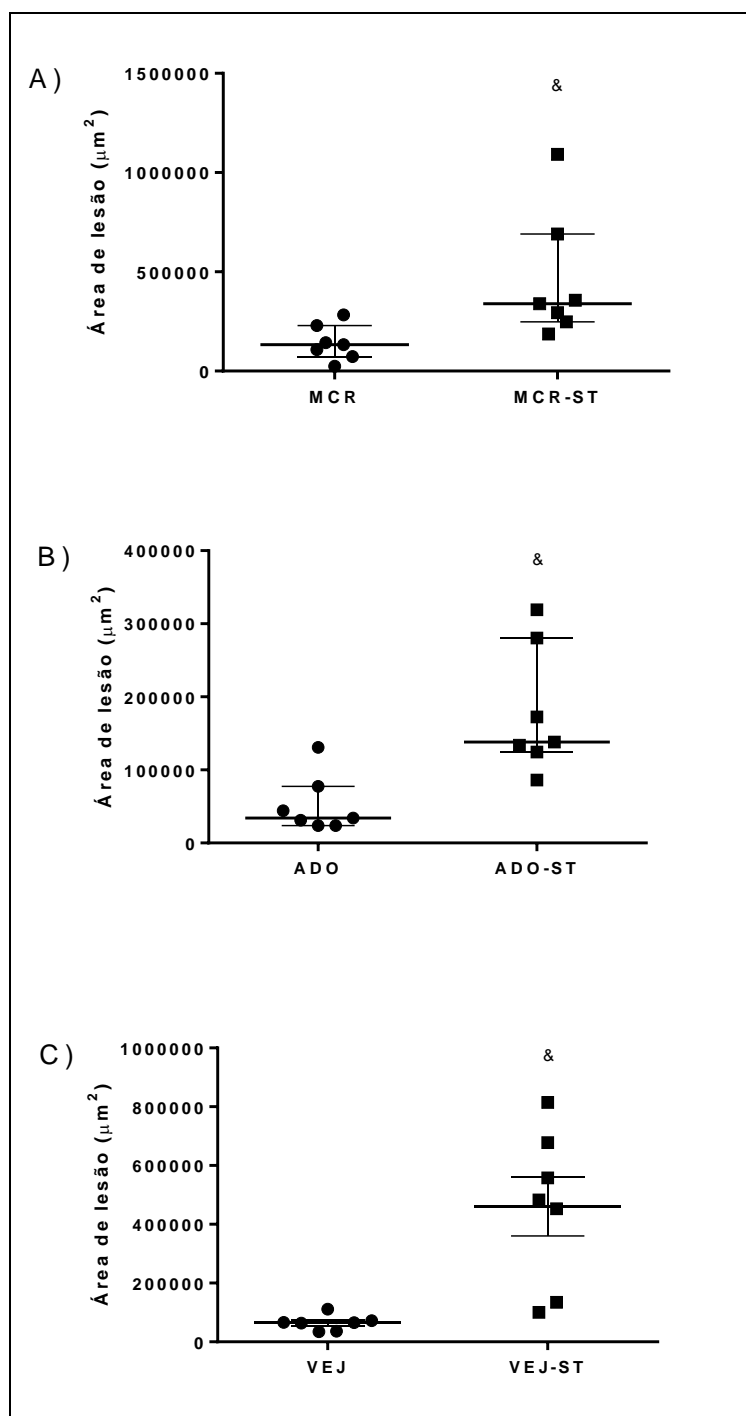 A)
Área de lesão (µm²)
1500000
1000000
500000
0
&
MCR MCR-ST
B)
Área de lesão (µm²)
400000
300000
200000
100000
0
&
ADO ADO-ST
C)
Área de lesão (µm²)
1000000
800000
600000
400000
200000
0
&
VEJ VEJ-ST